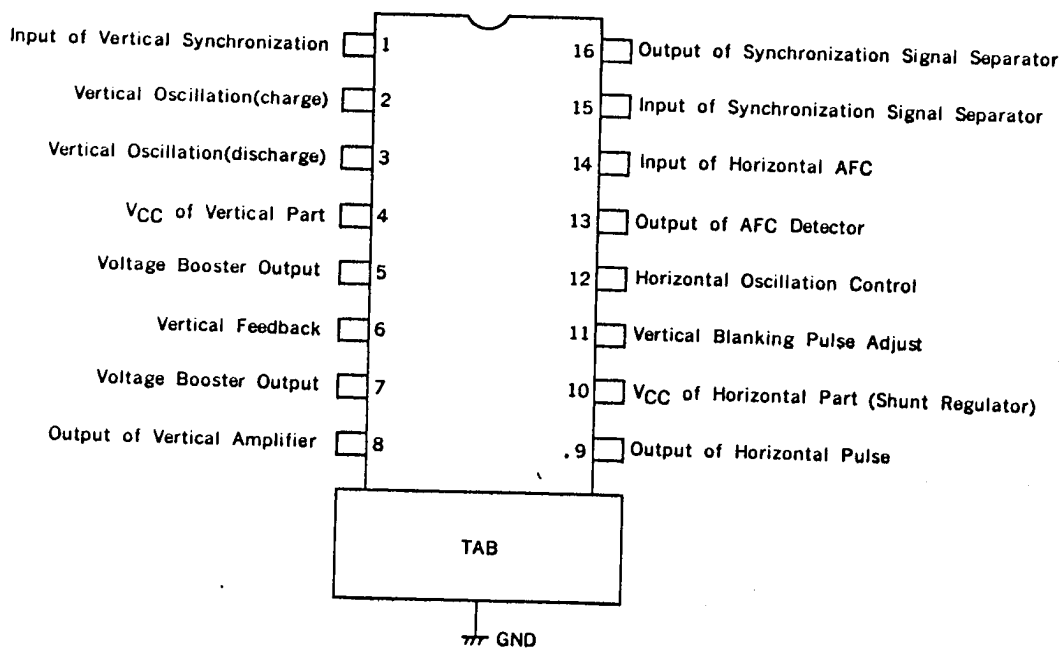 Input of Vertical Synchronization 1
Vertical Oscillation(charge) 2
Vertical Oscillation(discharge) 3
VCC of Vertical Part 4
Voltage Booster Output 5
Vertical Feedback 6
Voltage Booster Output 7
Output of Vertical Amplifier 8
16 Output of Synchronization Signal Separator
15 Input of Synchronization Signal Separator
14 Input of Horizontal AFC
13 Output of AFC Detector
12 Horizontal Oscillation Control
11 Vertical Blanking Pulse Adjust
10 VCC of Horizontal Part (Shunt Regulator)
.9 Output of Horizontal Pulse
TAB
GND